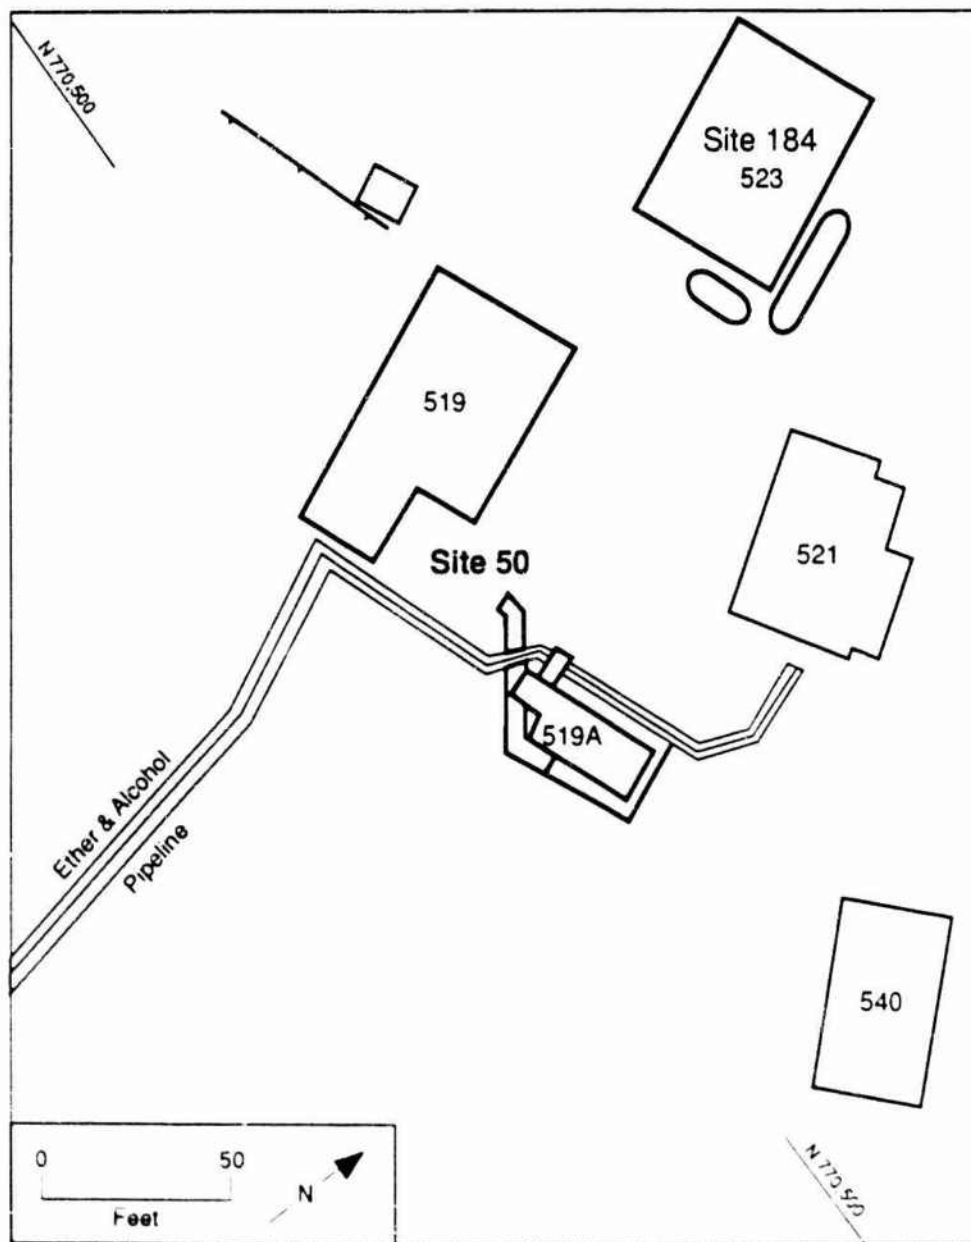 N 770,500
Site 184
523
519
Site 50
521
519A
Ether & Alcohol
Pipeline
540
0 50
Feet
N